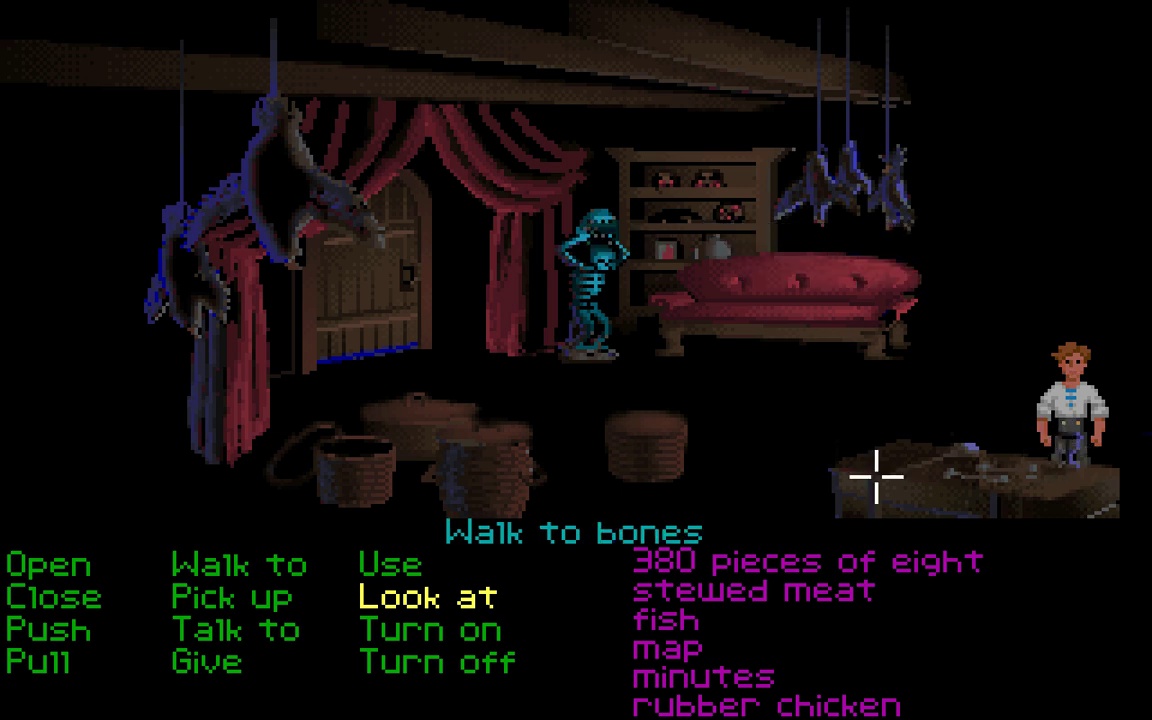 Walk to bones
Open Walk to Use
Close Pick up Look at
Push Talk to Turn on
Pull Give Turn off
380 pieces of eight
stewed meat
fish
map
minutes
rubber chicken